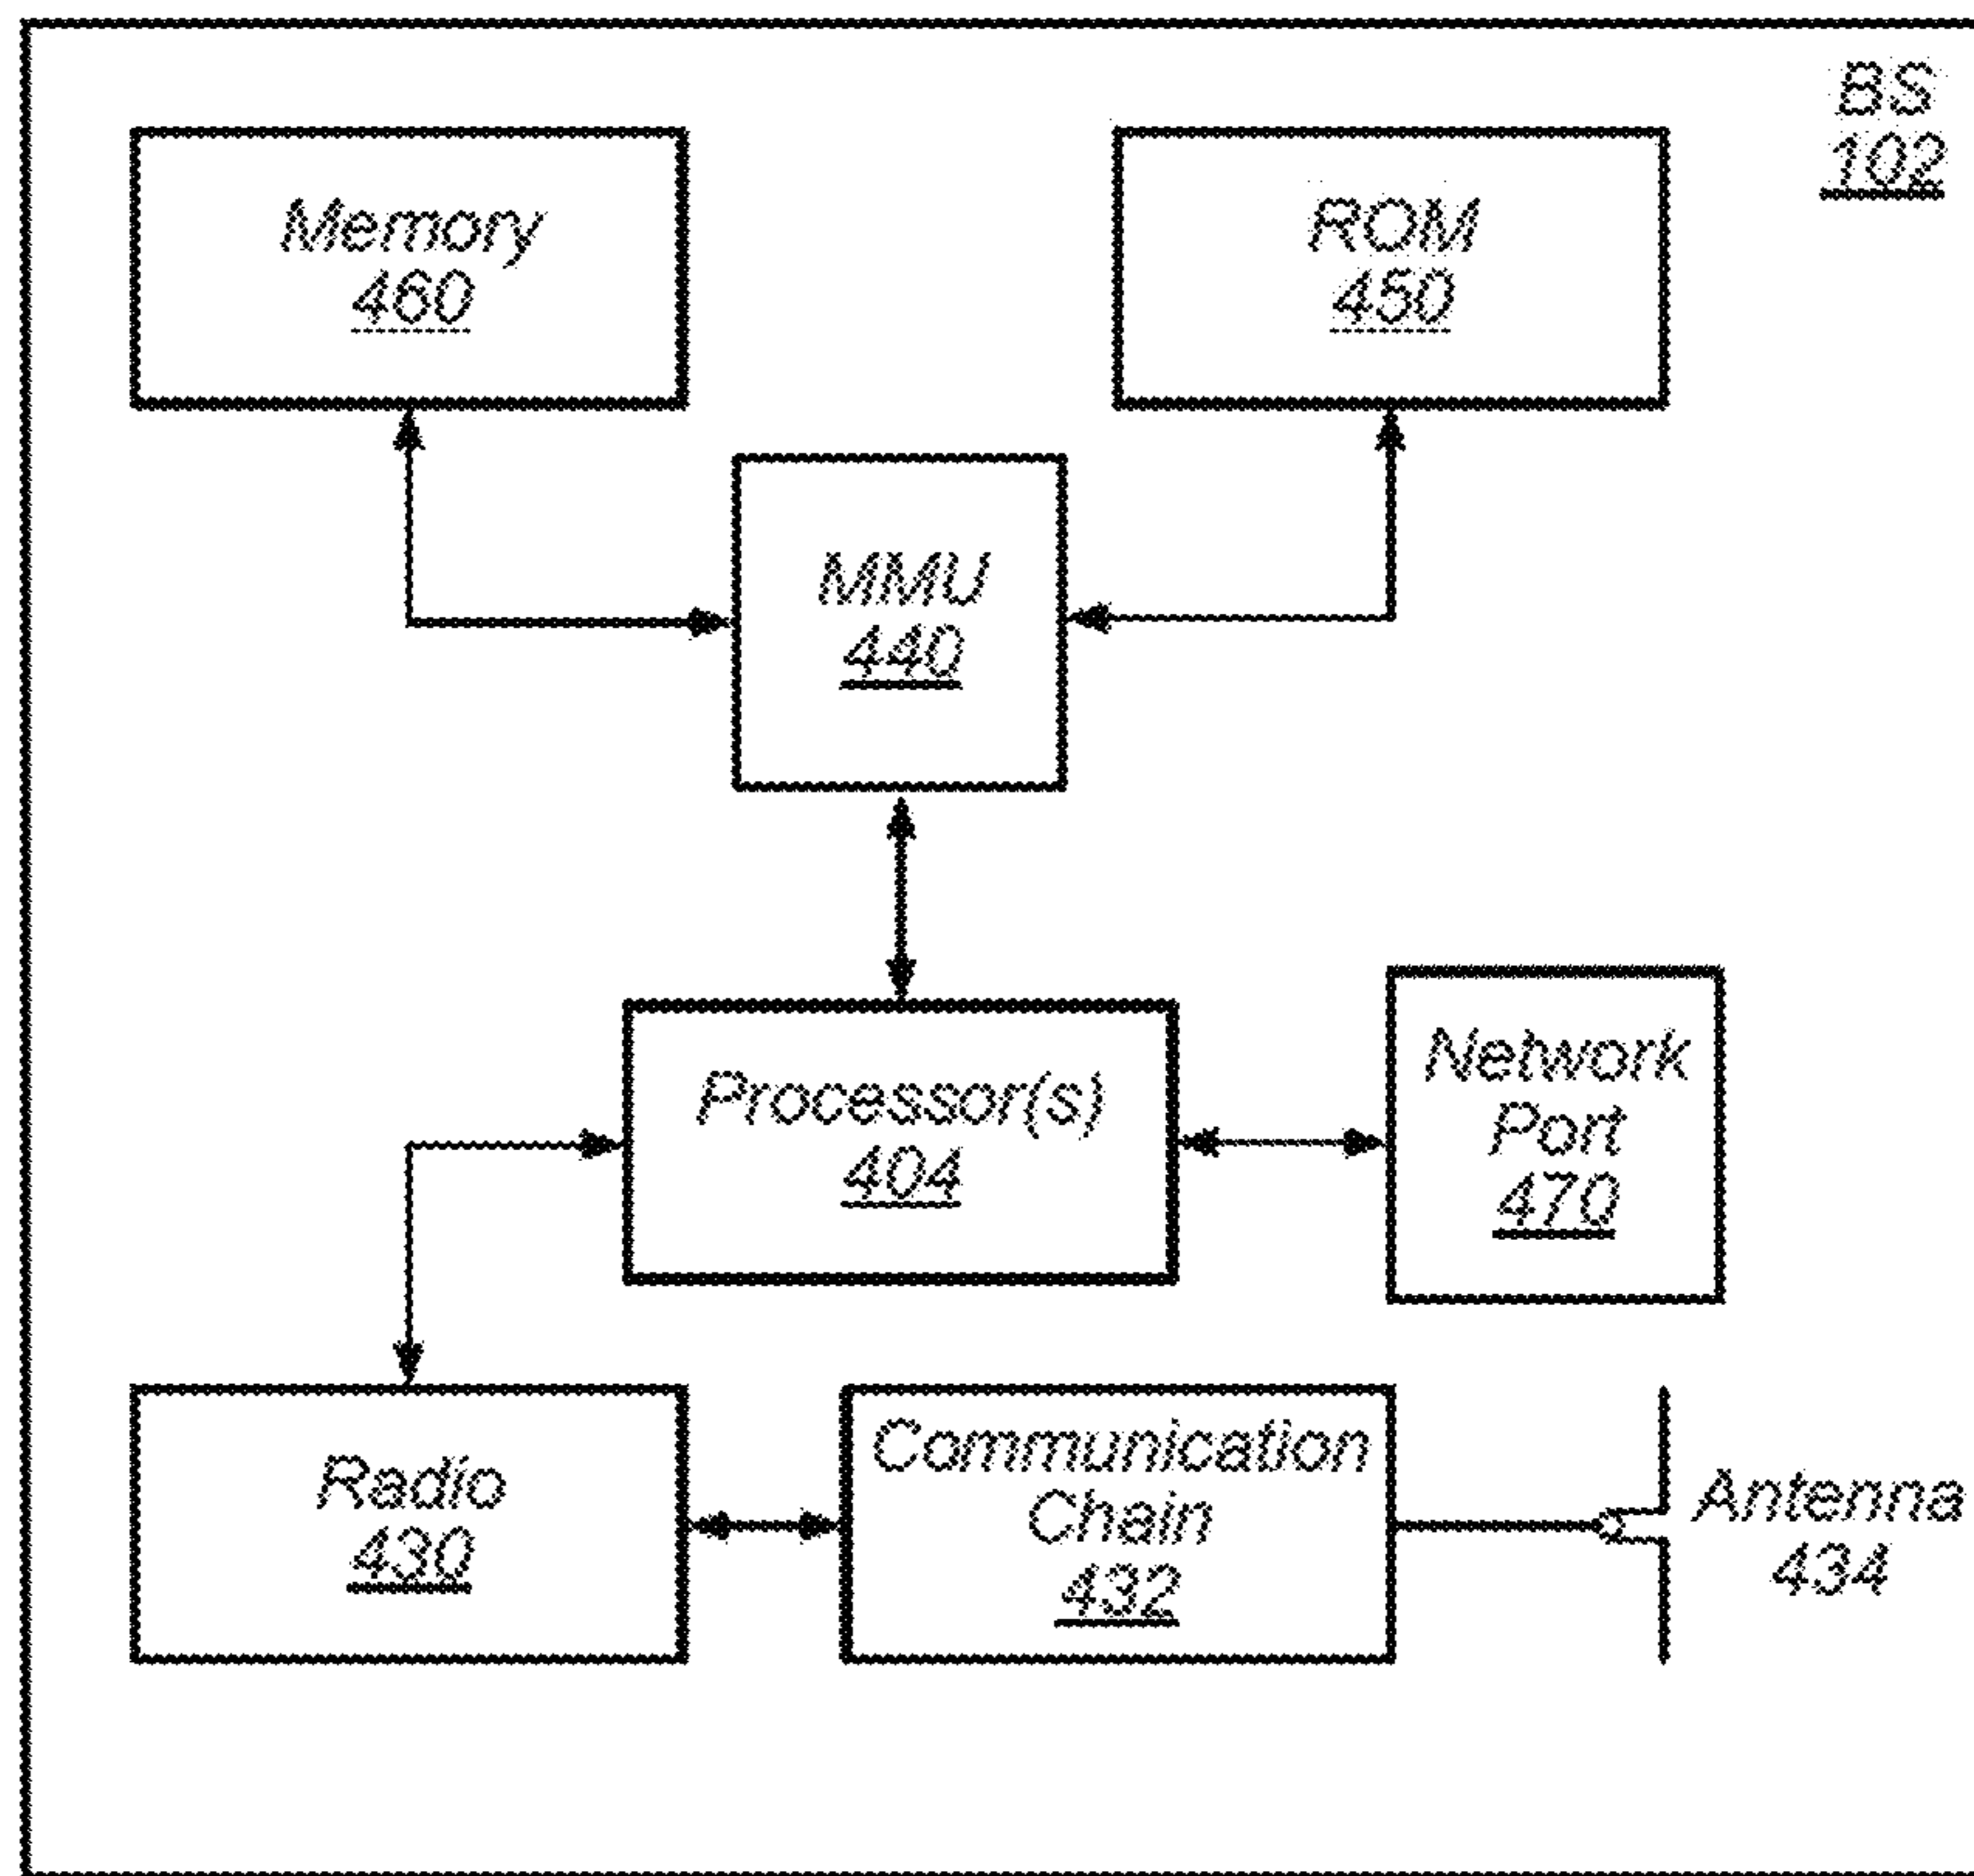 BS
102
Memory
460
ROM
450
MMU
440
Processor(s)
404
Network
Port
470
Radio
430
Communication
Chain
432
Antenna
434